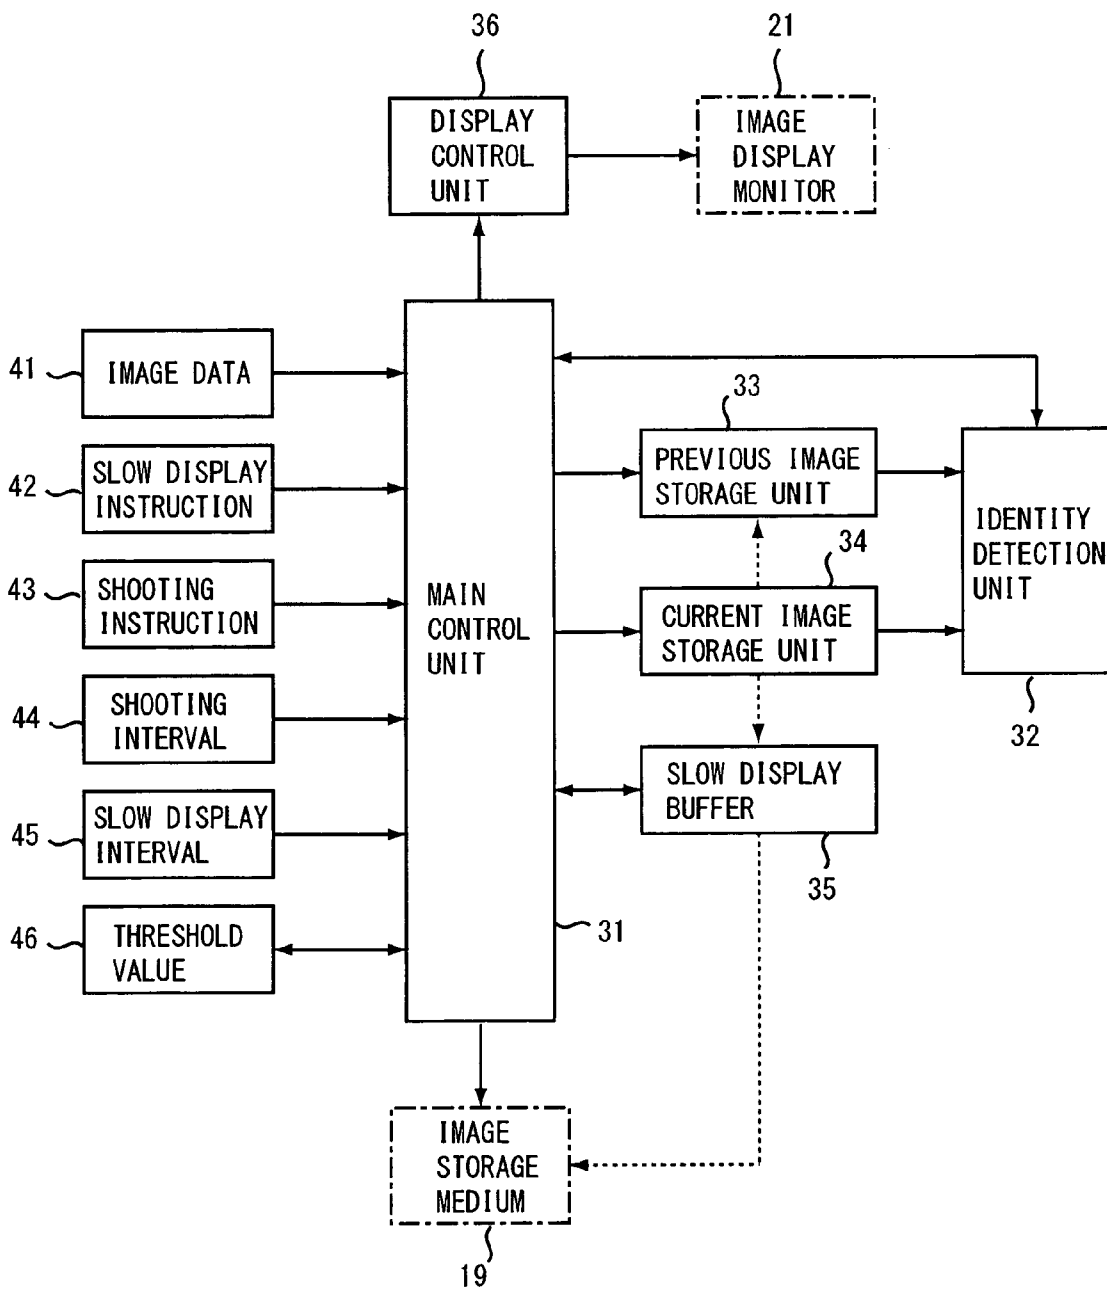 36
21
DISPLAY
CONTROL
UNIT
IMAGE
DISPLAY
MONITOR
41
IMAGE DATA
42
SLOW DISPLAY
INSTRUCTION
43
SHOOTING
INSTRUCTION
44
SHOOTING
INTERVAL
45
SLOW DISPLAY
INTERVAL
46
THRESHOLD
VALUE
MAIN
CONTROL
UNIT
31
33
PREVIOUS IMAGE
STORAGE UNIT
34
CURRENT IMAGE
STORAGE UNIT
SLOW DISPLAY
BUFFER
35
IDENTITY
DETECTION
UNIT
32
IMAGE
STORAGE
MEDIUM
19